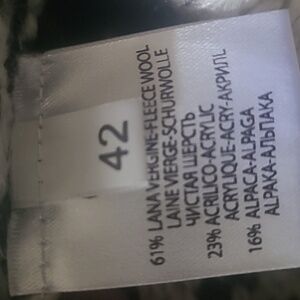 42
61% LANA VERGINE-FLEECE WOOL
LAINE VIERGE-SCHURWOLLE
ЧИСТАЯ ШЕРСТЬ
23% ACRILICO-ACRYLIC
ACRYLIQUE-ACRY-АКРИЛ
16% ALPACA-ALPAGA
ALPAKA-АЛЬПАКА